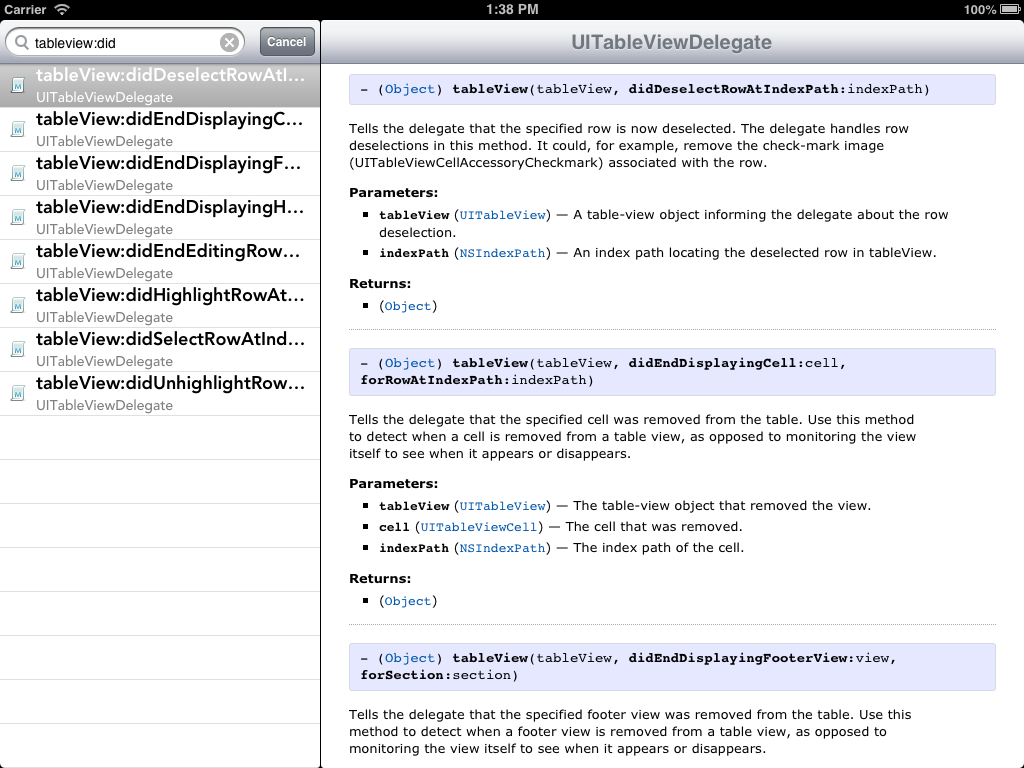 Carrier 1:38 PM 100%
tableview:did Cancel
tableView:didDeselectRowAtI...
UITableViewDelegate
tableView:didEndDisplayingC...
UITableViewDelegate
tableView:didEndDisplayingF...
UITableViewDelegate
tableView:didEndDisplayingH...
UITableViewDelegate
tableView:didEndEditingRow...
UITableViewDelegate
tableView:didHighlightRowAt...
UITableViewDelegate
tableView:didSelectRowAtInd...
UITableViewDelegate
tableView:didUnhighlightRow...
UITableViewDelegate
UITableViewDelegate
- (Object) tableView(tableView, didDeselectRowAtIndexPath:indexPath)
Tells the delegate that the specified row is now deselected. The delegate handles row
deselections in this method. It could, for example, remove the check-mark image
(UITableViewCellAccessoryCheckmark) associated with the row.
Parameters:
▪ tableView (UITableView) — A table-view object informing the delegate about the row
deselection.
▪ indexPath (NSIndexPath) — An index path locating the deselected row in tableView.
Returns:
▪ (Object)
- (Object) tableView(tableView, didEndDisplayingCell:cell,
forRowAtIndexPath:indexPath)
Tells the delegate that the specified cell was removed from the table. Use this method
to detect when a cell is removed from a table view, as opposed to monitoring the view
itself to see when it appears or disappears.
Parameters:
▪ tableView (UITableView) — The table-view object that removed the view.
▪ cell (UITableViewCell) — The cell that was removed.
▪ indexPath (NSIndexPath) — The index path of the cell.
Returns:
▪ (Object)
- (Object) tableView(tableView, didEndDisplayingFooterView:view,
forSection:section)
Tells the delegate that the specified footer view was removed from the table. Use this
method to detect when a footer view is removed from a table view, as opposed to
monitoring the view itself to see when it appears or disappears.